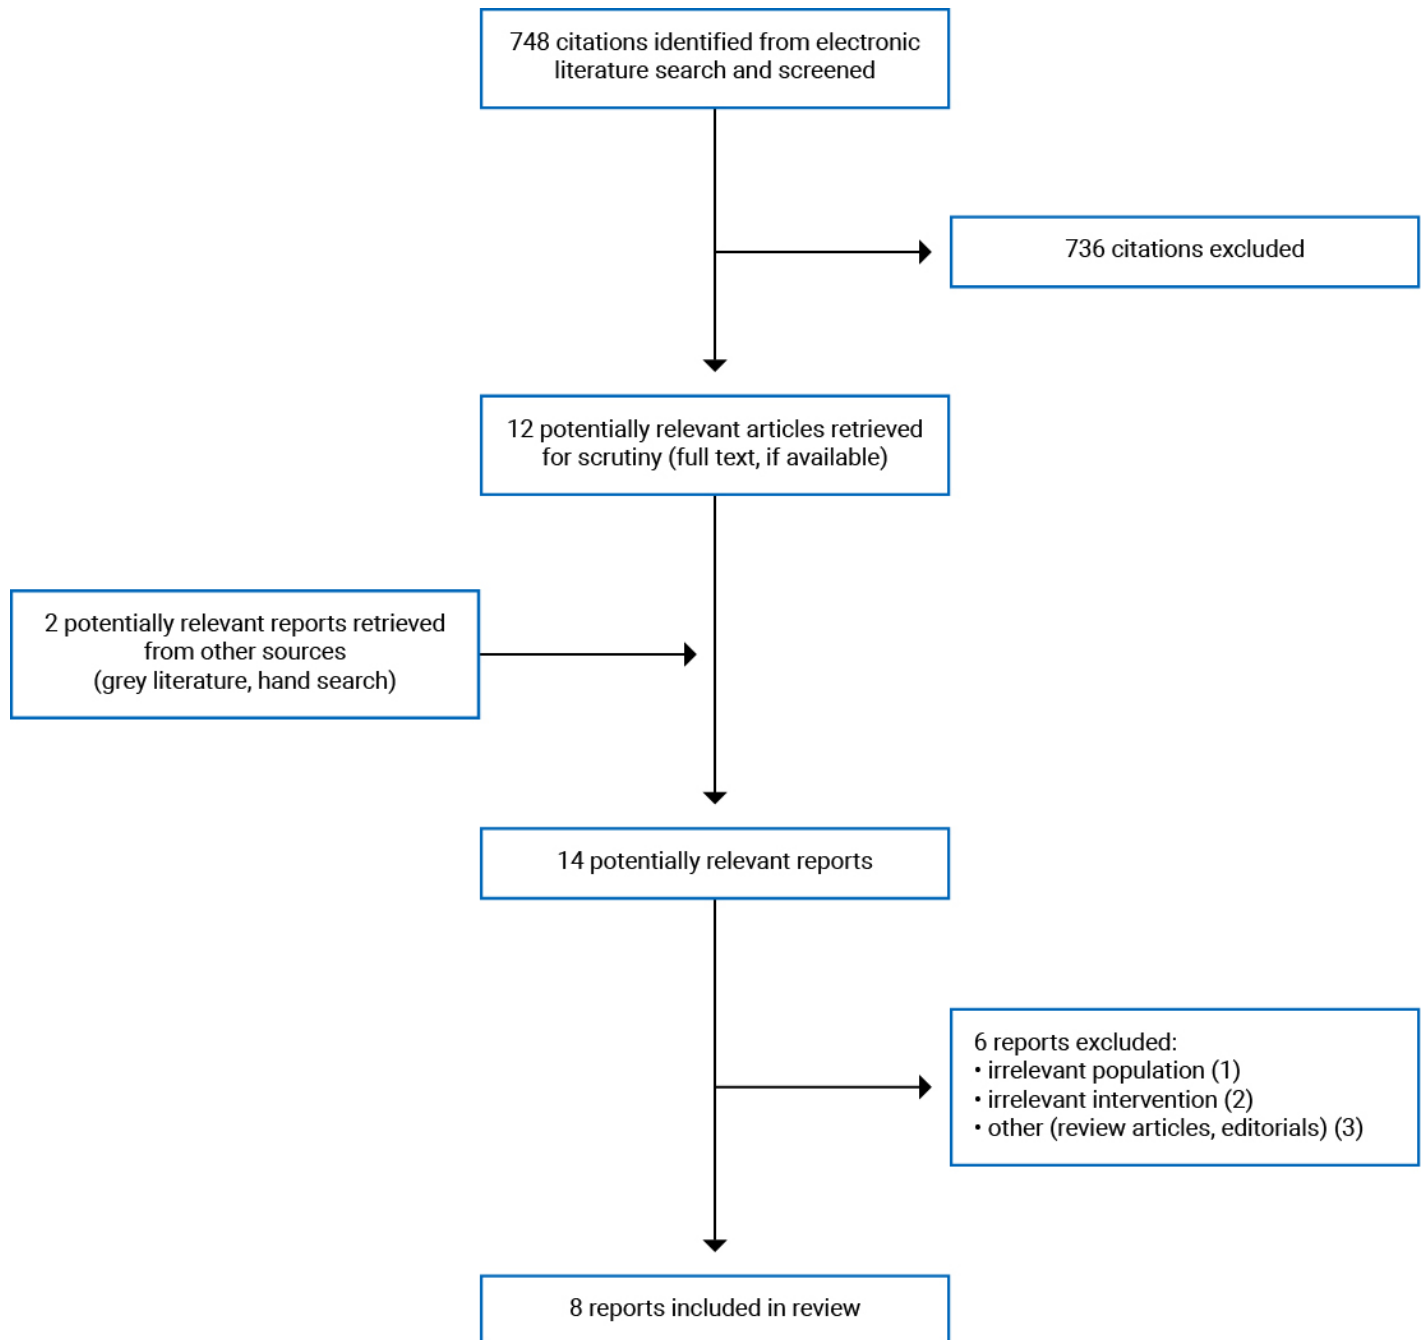 748 citations identified from electronic
literature search and screened
736 citations excluded
12 potentially relevant articles retrieved
for scrutiny (full text, if available)
2 potentially relevant reports retrieved
from other sources
(grey literature, hand search)
14 potentially relevant reports
6 reports excluded:
• irrelevant population (1)
• irrelevant intervention (2)
• other (review articles, editorials) (3)
8 reports included in review